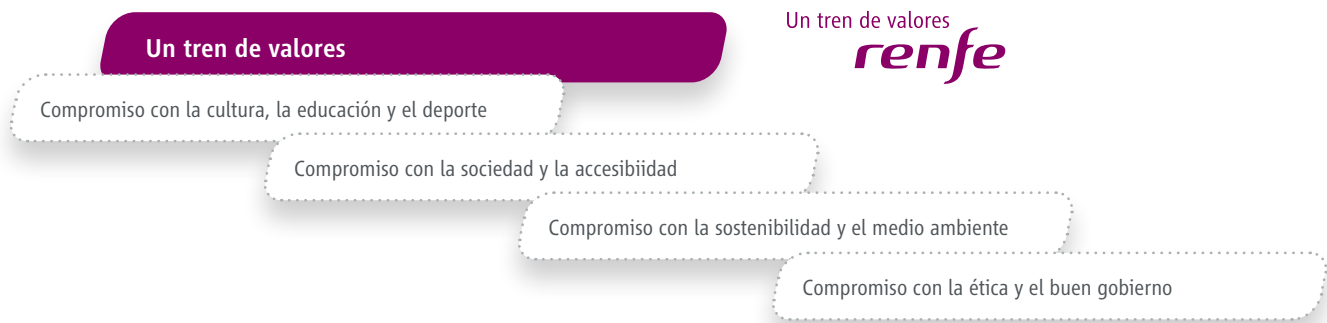 Un tren de valores
Un tren de valores
renfe
Compromiso con la cultura, la educación y el deporte
Compromiso con la sociedad y la accesibiidad
Compromiso con la sostenibilidad y el medio ambiente
Compromiso con la ética y el buen gobierno